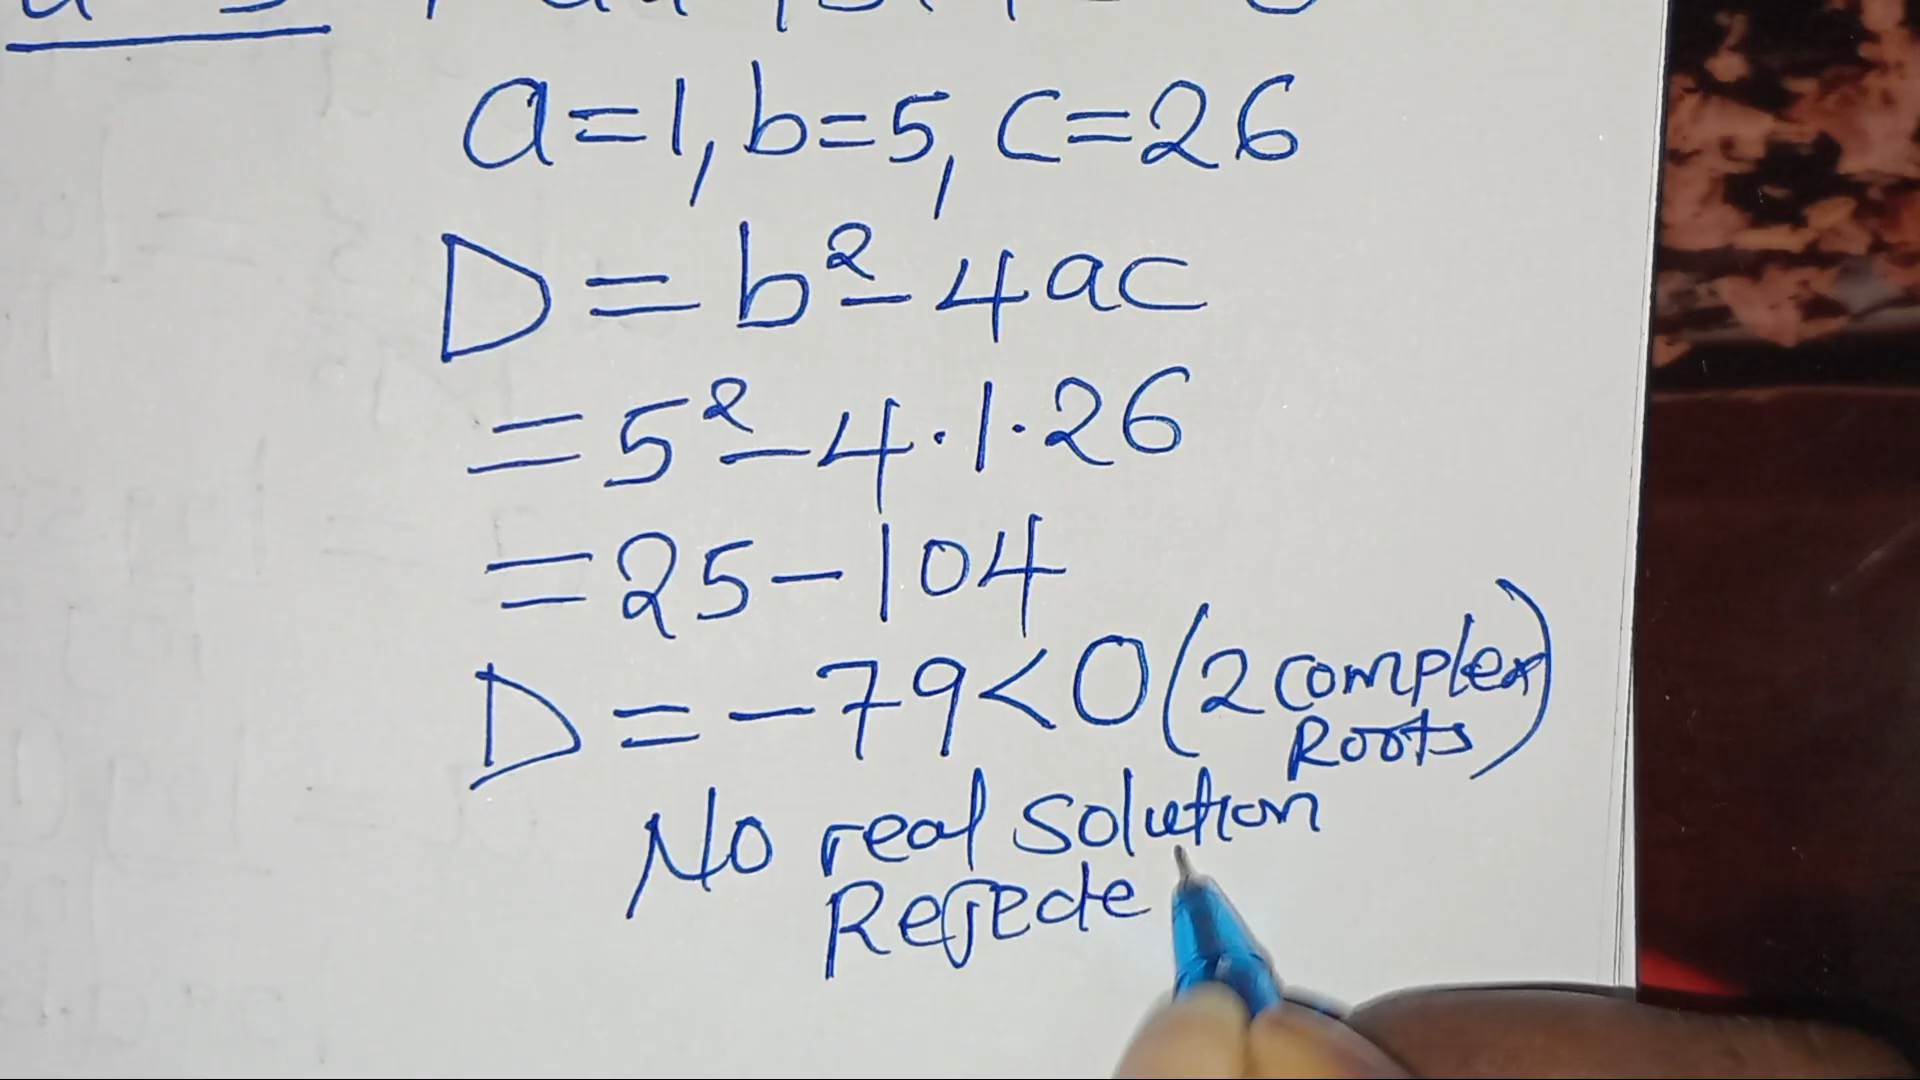 a=1, b=5, c=26
D=b²-4ac
=5²-4·1·26
=25-104
D=-79<0 (2 complex
Roots)
No real solution
Rejecte